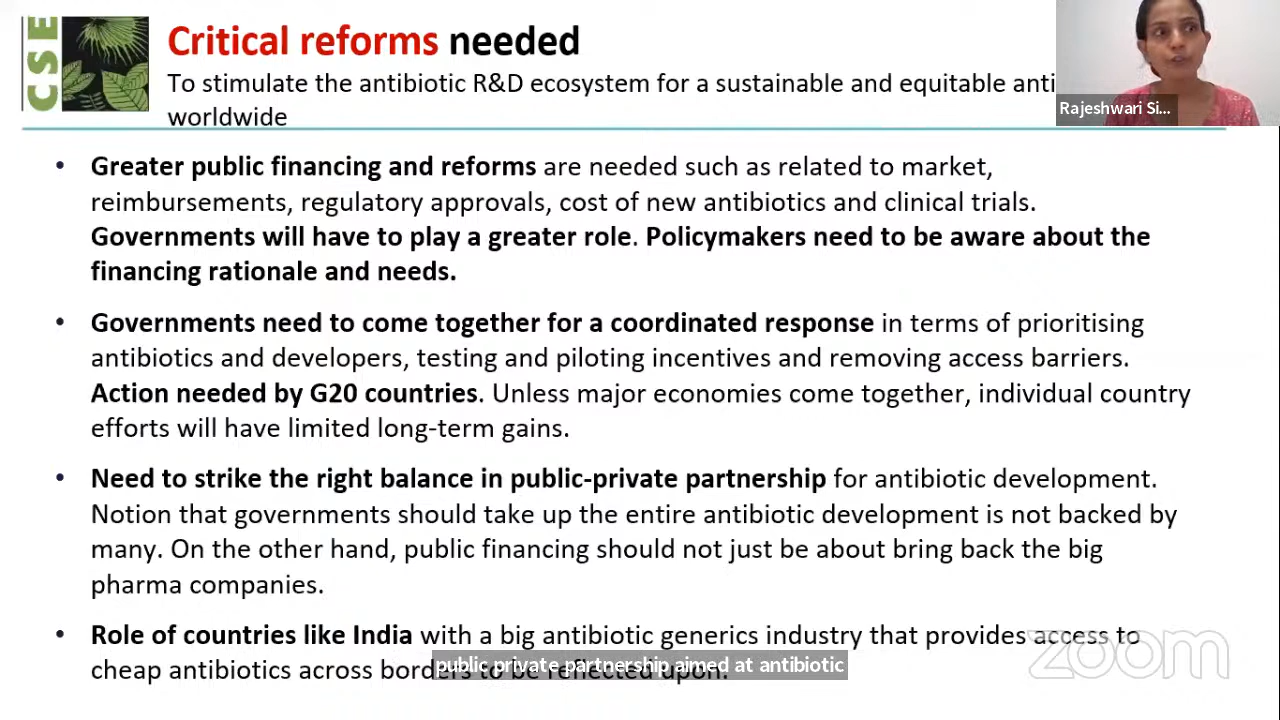 CSE
Critical reforms needed
To stimulate the antibiotic R&D ecosystem for a sustainable and equitable anti
worldwide
Rajeshwari Si...
• Greater public financing and reforms are needed such as related to market,
reimbursements, regulatory approvals, cost of new antibiotics and clinical trials.
Governments will have to play a greater role. Policymakers need to be aware about the
financing rationale and needs.
• Governments need to come together for a coordinated response in terms of prioritising
antibiotics and developers, testing and piloting incentives and removing access barriers.
Action needed by G20 countries. Unless major economies come together, individual country
efforts will have limited long-term gains.
• Need to strike the right balance in public-private partnership for antibiotic development.
Notion that governments should take up the entire antibiotic development is not backed by
many. On the other hand, public financing should not just be about bring back the big
pharma companies.
• Role of countries like India with a big antibiotic generics industry that provides access to
cheap antibiotics across borders to be reflected upon.
public private partnership aimed at antibiotic
zoom